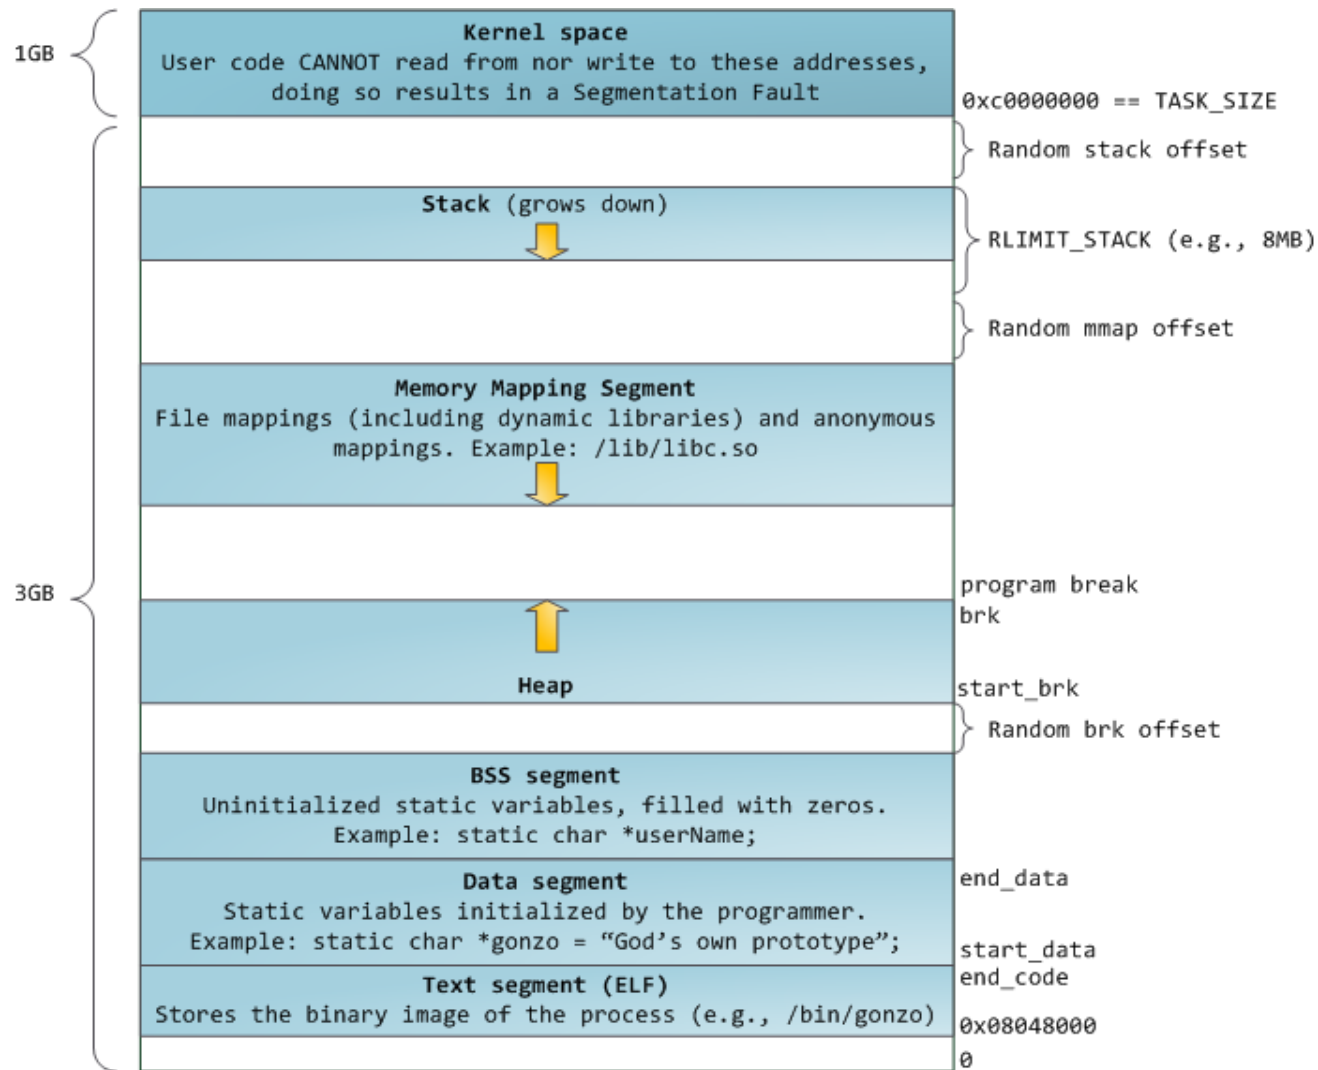 1GB
Kernel space
User code CANNOT read from nor write to these addresses,
doing so results in a Segmentation Fault
0xc0000000 == TASK_SIZE
Random stack offset
Stack (grows down)
RLIMIT_STACK (e.g., 8MB)
Random mmap offset
Memory Mapping Segment
File mappings (including dynamic libraries) and anonymous
mappings. Example: /lib/libc.so
3GB
program break
brk
Heap
start_brk
Random brk offset
BSS segment
Uninitialized static variables, filled with zeros.
Example: static char *userName;
Data segment
end_data
Static variables initialized by the programmer.
Example: static char *gonzo = “God’s own prototype”;
start_data
end_code
Text segment (ELF)
Stores the binary image of the process (e.g., /bin/gonzo)
0x08048000
0